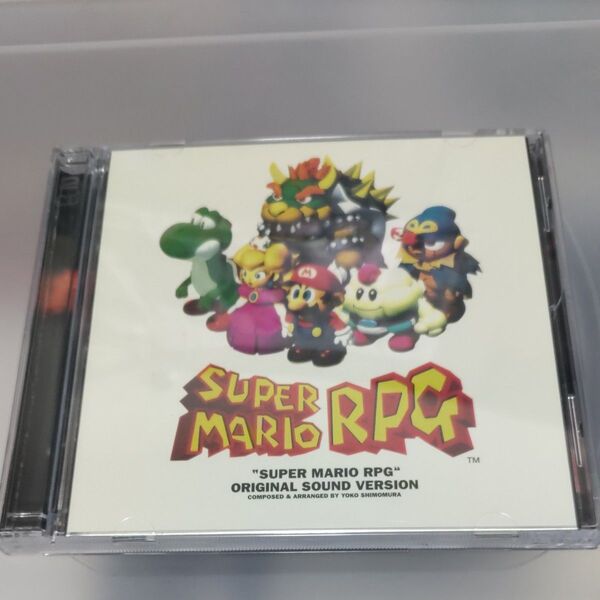 SUPER
MARIO RPG
TM
"SUPER MARIO RPG"
ORIGINAL SOUND VERSION
COMPOSED & ARRANGED BY YOKO SHIMOMURA